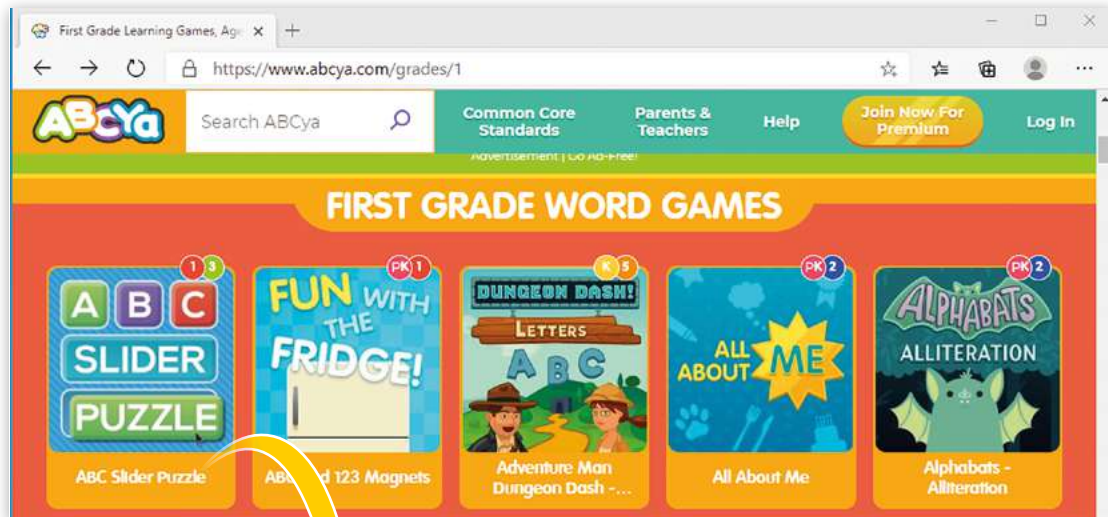 First Grade Learning Games, Age
https://www.abcya.com/grades/1
ABCYa
Search ABCya
Common Core
Standards
Parents &
Teachers
Help
Join Now For
Premium
Log In
Advertisement | Go Ad-Free!
FIRST GRADE WORD GAMES
1 3
A B C
SLIDER
PUZZLE
ABC Slider Puzzle
PK 1
FUN WITH
THE
FRIDGE!
123 Magnets
K 5
DUNGEON DASH!
LETTERS
A B C
Adventure Man
Dungeon Dash -...
PK 2
ALL
ABOUT ME
All About Me
PK 2
ALPHABATS
ALLITERATION
Alphabats -
Alliteration